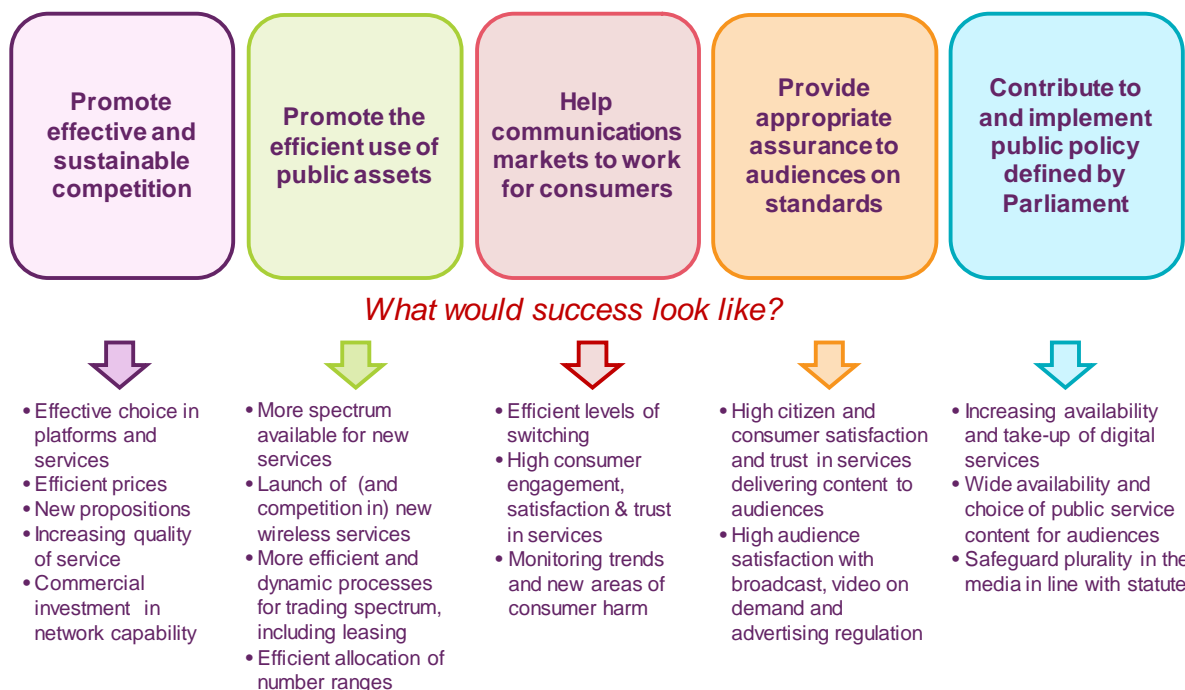 Promote
effective and
sustainable
competition
Promote the
efficient use of
public assets
Help
communications
markets to work
for consumers
Provide
appropriate
assurance to
audiences on
standards
Contribute to
and implement
public policy
defined by
Parliament
What would success look like?
• Effective choice in
platforms and
services
• Efficient prices
• New propositions
• Increasing quality
of service
• Commercial
investment in
network capability
• More spectrum
available for new
services
• Launch of (and
competition in) new
wireless services
• More efficient and
dynamic processes
for trading spectrum,
including leasing
• Efficient allocation of
number ranges
• Efficient levels of
switching
• High consumer
engagement,
satisfaction & trust
in services
• Monitoring trends
and new areas of
consumer harm
• High citizen and
consumer satisfaction
and trust in services
delivering content to
audiences
• High audience
satisfaction with
broadcast, video on
demand and
advertising regulation
• Increasing availability
and take-up of digital
services
• Wide availability and
choice of public service
content for audiences
• Safeguard plurality in the
media in line with statute